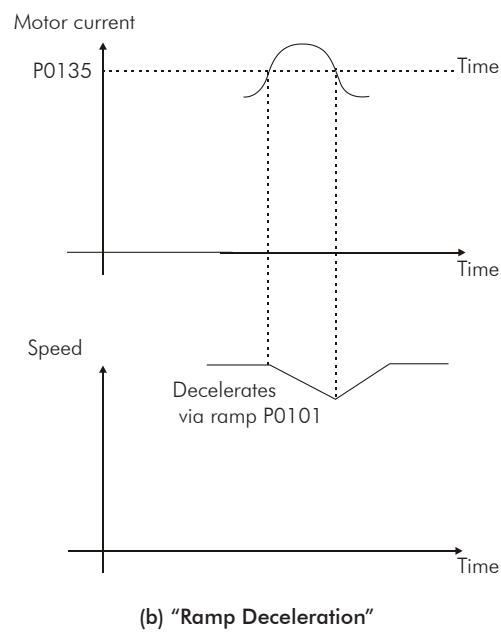 Motor current
P0135
Time
Time
Speed
Decelerates
via ramp P0101
Time
(b) “Ramp Deceleration”